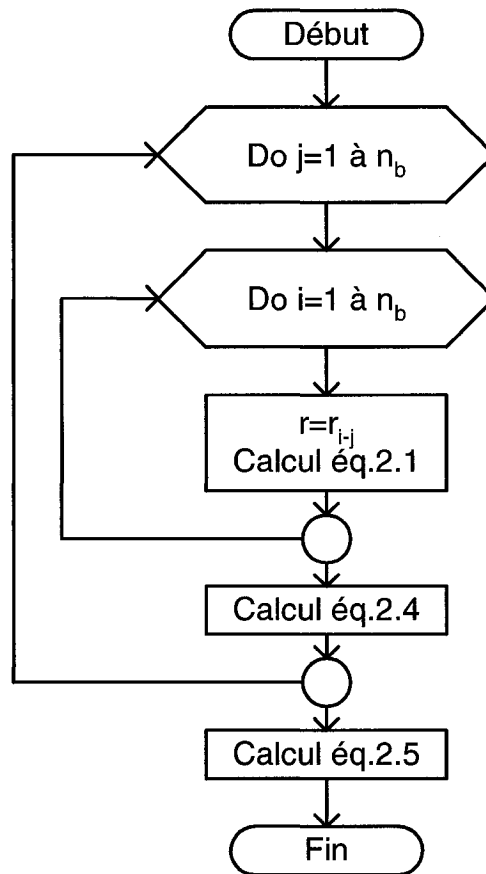 Début
Do j=1 à n_b
Do i=1 à n_b
r=r_{i-j}
Calcul éq.2.1
Calcul éq.2.4
Calcul éq.2.5
Fin